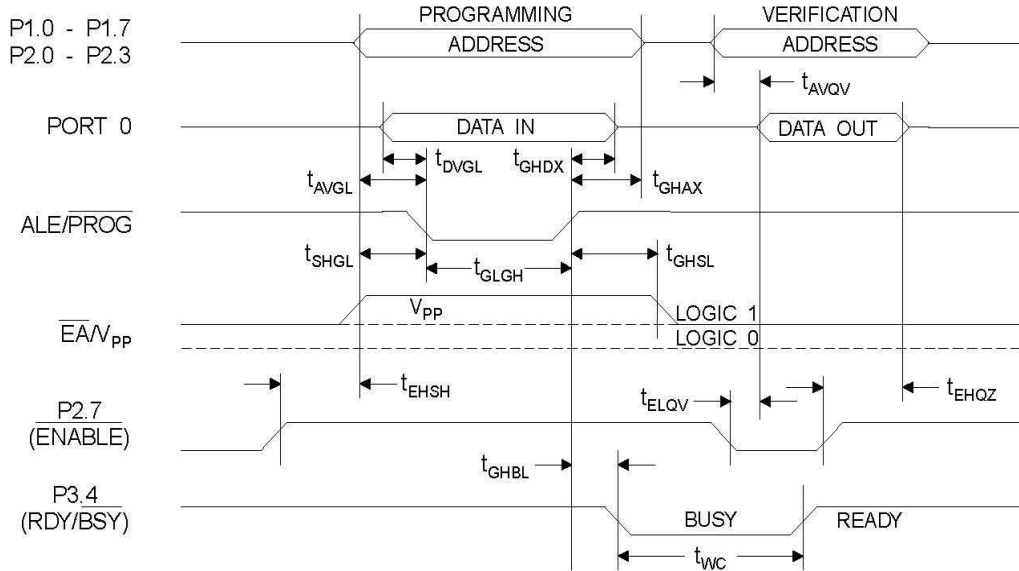 PROGRAMMING
VERIFICATION
P1.0 - P1.7
P2.0 - P2.3
ADDRESS
ADDRESS
tAVQV
PORT 0
DATA IN
DATA OUT
tDVGL
tGHDX
tAVGL
tGHAX
ALE/PROG
tSHGL
tGLGH
tGHSL
VPP
LOGIC 1
EA/VPP
LOGIC 0
tEHSH
tELQV
tEHQZ
P2.7
(ENABLE)
tGHBL
P3.4
(RDY/BSY)
BUSY
READY
tWC